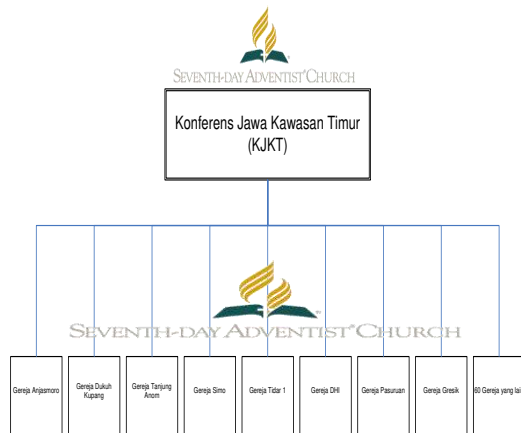 SEVENTH-DAY ADVENTIST CHURCH
Konferens Jawa Kawasan Timur
(KJKT)
SEVENTH-DAY ADVENTIST CHURCH
Gereja Anjasmoro
Gereja Dukuh
Kupang
Gereja Tanjung
Anom
Gereja Simo
Gereja Tidar 1
Gereja DHI
Gereja Pasuruan
Gereja Gresik
60 Gereja yang lai